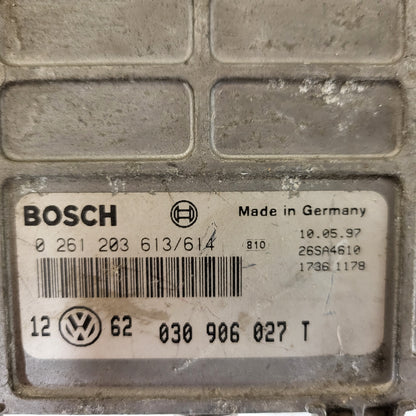 BOSCH Made in Germany
0 261 203 613/614 810 10.05.97
26SA4610
1736 1178
12 VW 62 030 906 027 T